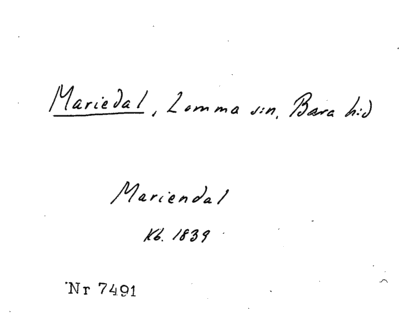 Mariedal, Lomma sn, Bara hd
Mariendal
Kb. 1839
Nr 7491